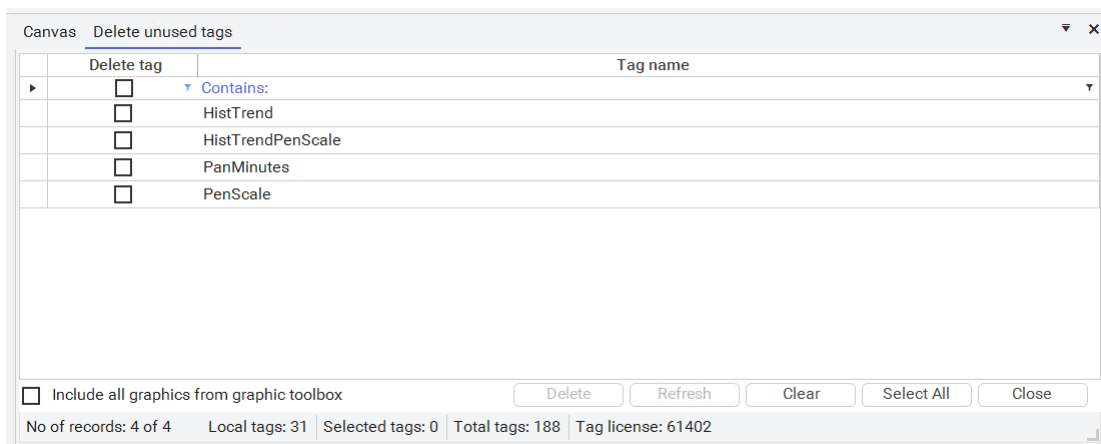 Canvas Delete unused tags
Delete tag Tag name
Contains:
HistTrend
HistTrendPenScale
PanMinutes
PenScale
Include all graphics from graphic toolbox Delete Refresh Clear Select All Close
No of records: 4 of 4 Local tags: 31 Selected tags: 0 Total tags: 188 Tag license: 61402